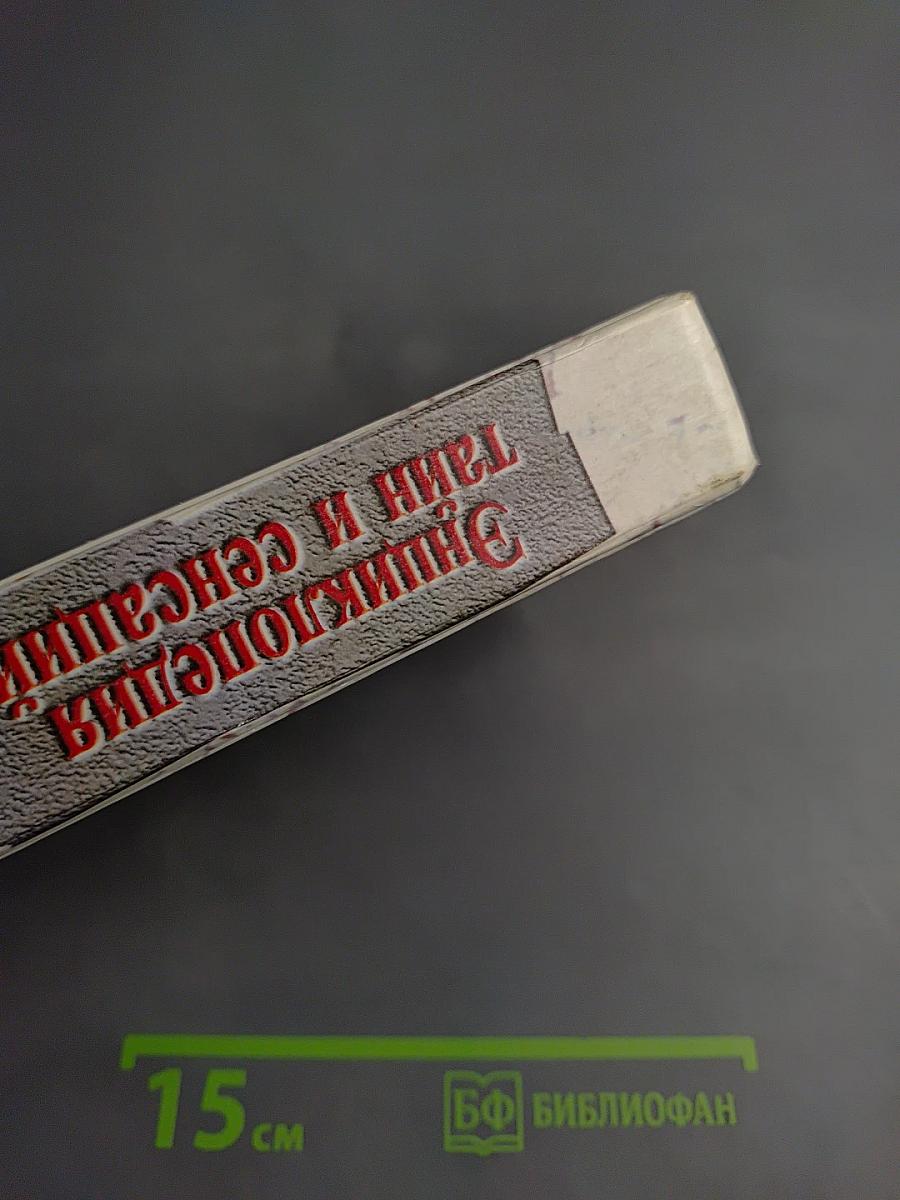 Энциклопедия
тайн и сенсаций
15 см
БФ БИБЛИОФАН